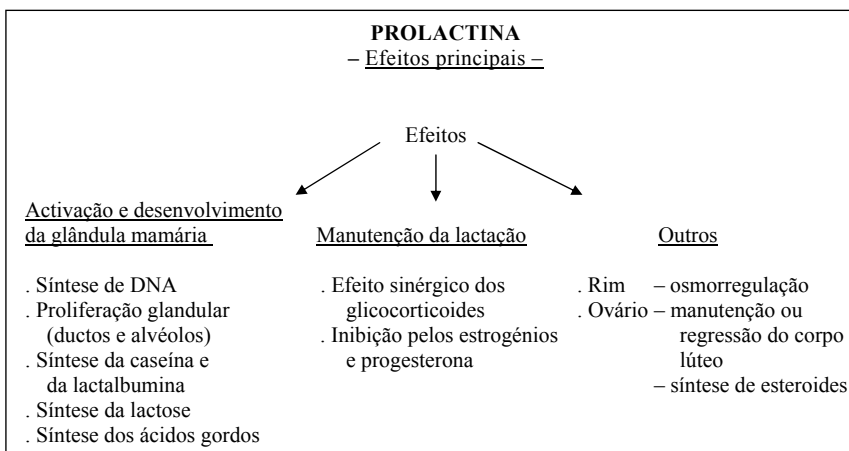 PROLACTINA
– Efeitos principais –
Efeitos
Activação e desenvolvimento
da glândula mamária
. Síntese de DNA
. Proliferação glandular
(ductos e alvéolos)
. Síntese da caseína e
da lactalbumina
. Síntese da lactose
. Síntese dos ácidos gordos
Manutenção da lactação
. Efeito sinérgico dos
glicocorticoides
. Inibição pelos estrogénios
e progesterona
Outros
. Rim – osmorregulação
. Ovário – manutenção ou
regressão do corpo
lúteo
– síntese de esteroides